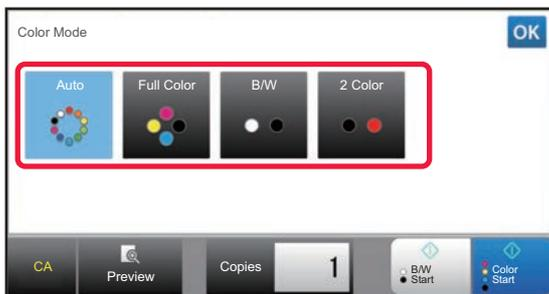 Color Mode
OK
Auto
Full Color
B/W
2 Color
CA
Preview
Copies
1
B/W
Start
Color
Start